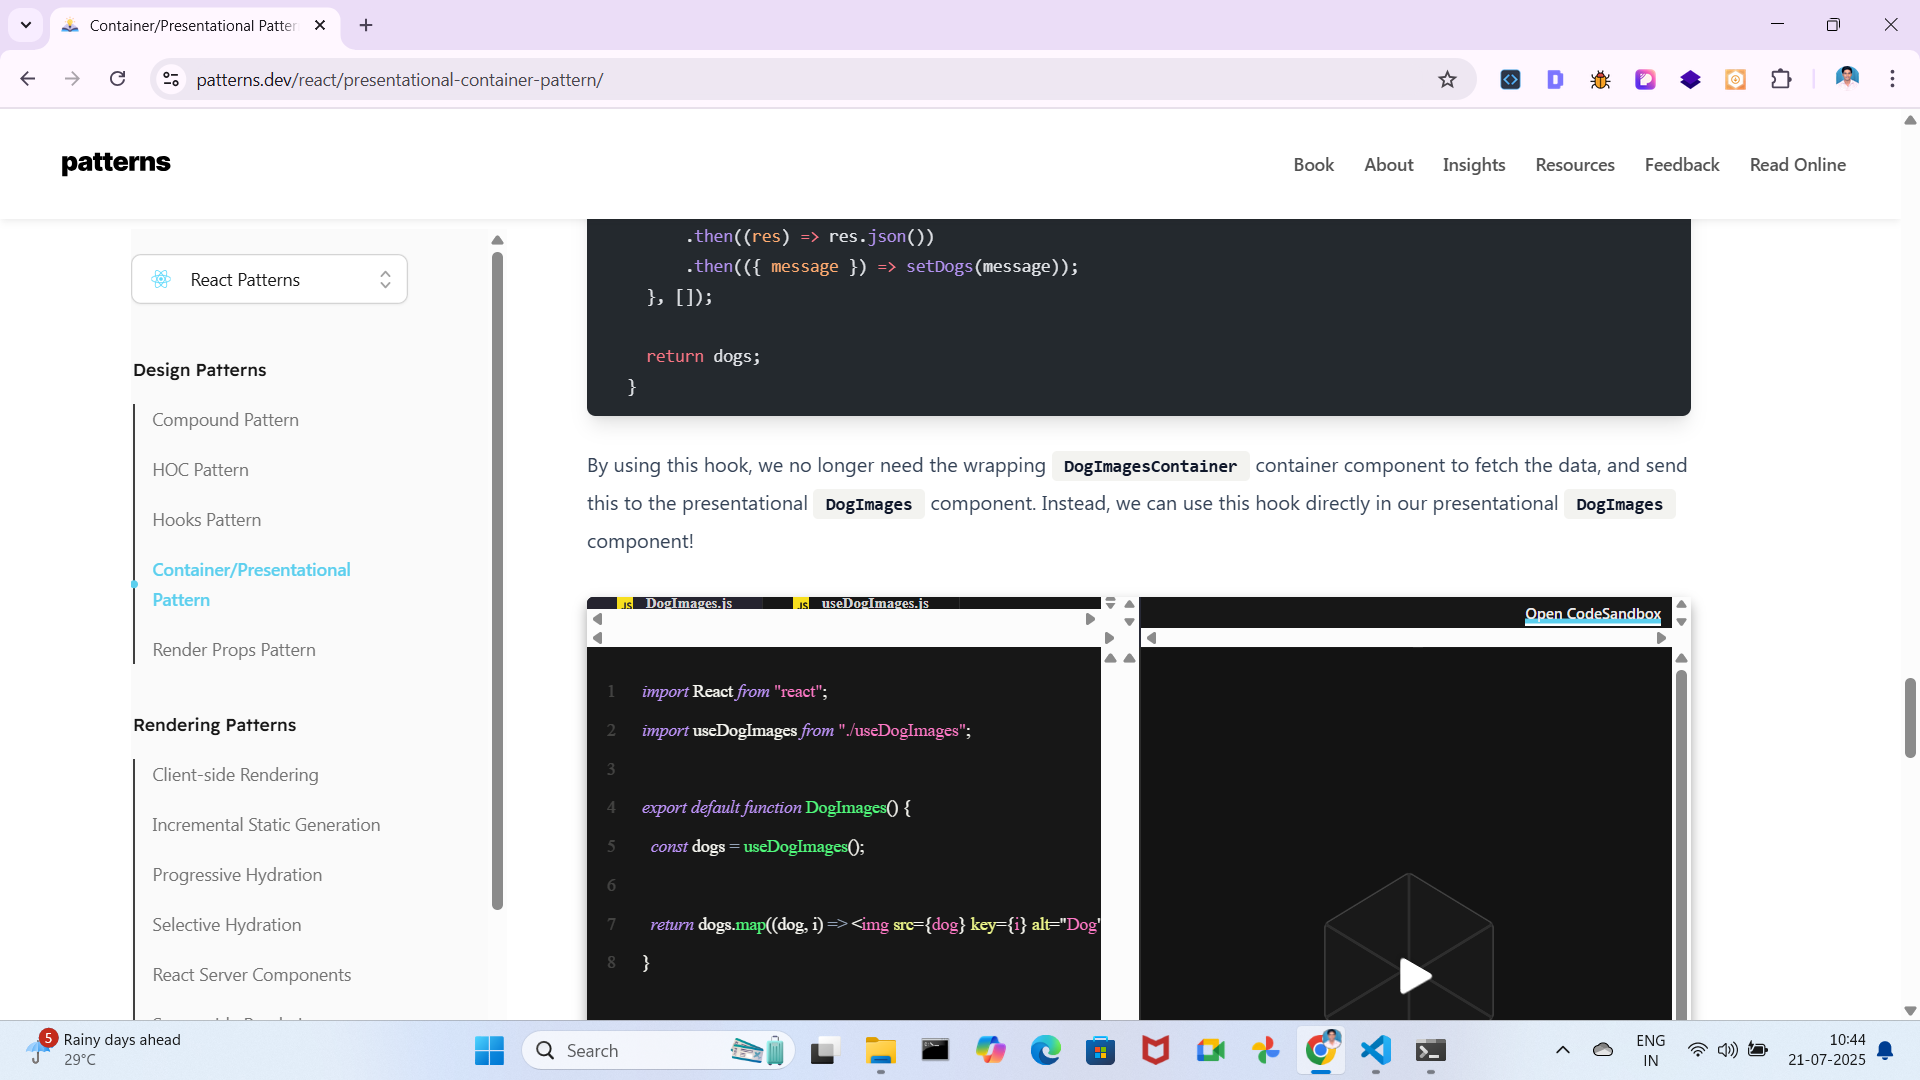 Container/Presentational Patter
patterns.dev/react/presentational-container-pattern/
patterns
Book About Insights Resources Feedback Read Online
React Patterns
Design Patterns
Compound Pattern
HOC Pattern
Hooks Pattern
Container/Presentational
Pattern
Render Props Pattern
Rendering Patterns
Client-side Rendering
Incremental Static Generation
Progressive Hydration
Selective Hydration
React Server Components
.then((res) => res.json())
.then(({ message }) => setDogs(message));
}, []);
return dogs;
}
By using this hook, we no longer need the wrapping DogImagesContainer container component to fetch the data, and send
this to the presentational DogImages component. Instead, we can use this hook directly in our presentational DogImages
component!
JS DogImages.js JS useDogImages.js
Open CodeSandbox
1 import React from "react";
2 import useDogImages from "./useDogImages";
3
4 export default function DogImages() {
5 const dogs = useDogImages();
6
7 return dogs.map((dog, i) => <img src={dog} key={i} alt="Dog"
8 }
5 Rainy days ahead
29°C
Search
ENG
IN
10:44
21-07-2025